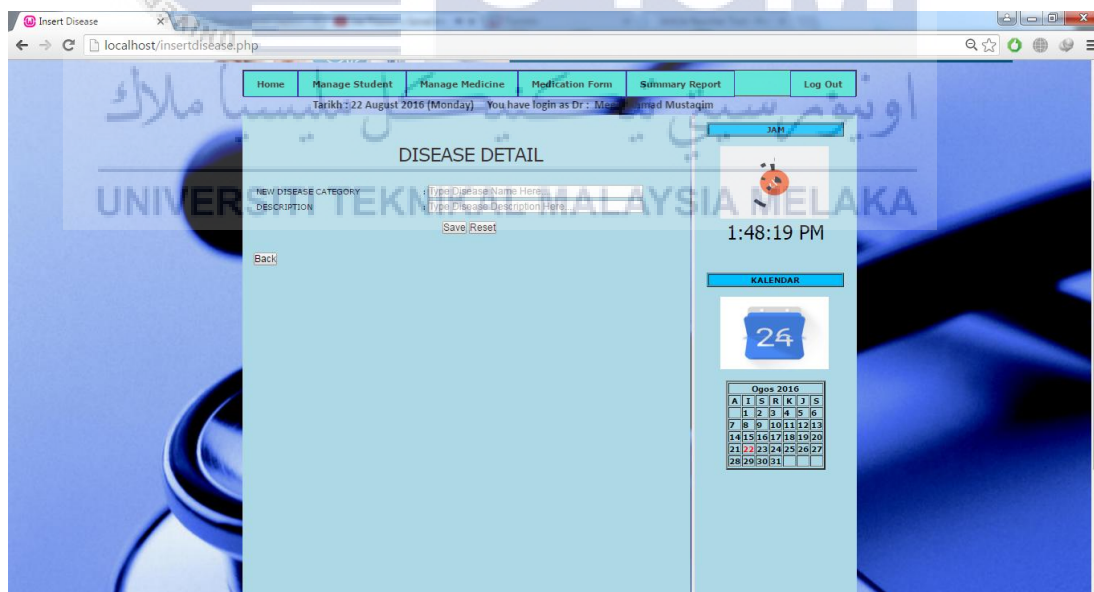 Insert Disease
localhost/insertdisease.php
Home Manage Student Manage Medicine Medication Form Summary Report Log Out
Tarikh : 22 August 2016 (Monday) You have login as Dr : Mustaqim
JAM
DISEASE DETAIL
NEW DISEASE CATEGORY : Type Disease Name Here...
DESCRIPTION : Type Disease Description Here...
Save Reset
1:48:19 PM
Back
KALENDAR
Ogos 2016
A I S R K J S
1 2 3 4 5 6
7 8 9 10 11 12 13
14 15 16 17 18 19 20
21 22 23 24 25 26 27
28 29 30 31
اونيۏرسيتي تيكنيكل مليسيا ملاك
UNIVERSITI TEKNIKAL MALAYSIA MELAKA